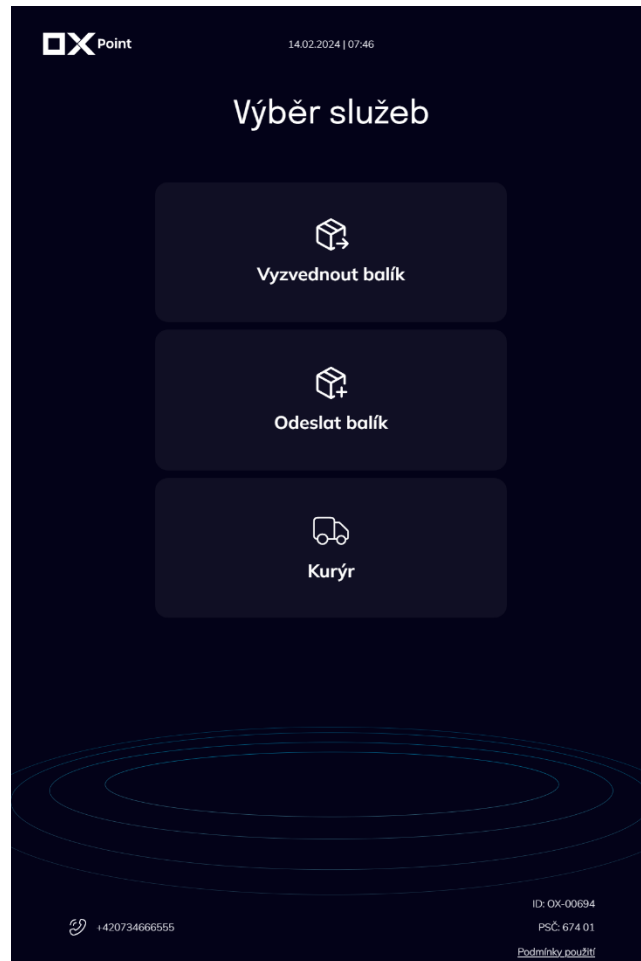 OX Point
14.02.2024 | 07:46
Výběr služeb
Vyzvednout balík
Odeslat balík
Kurýr
ID: OX-00694
+420734666555
PSČ: 674 01
Podmínky použití